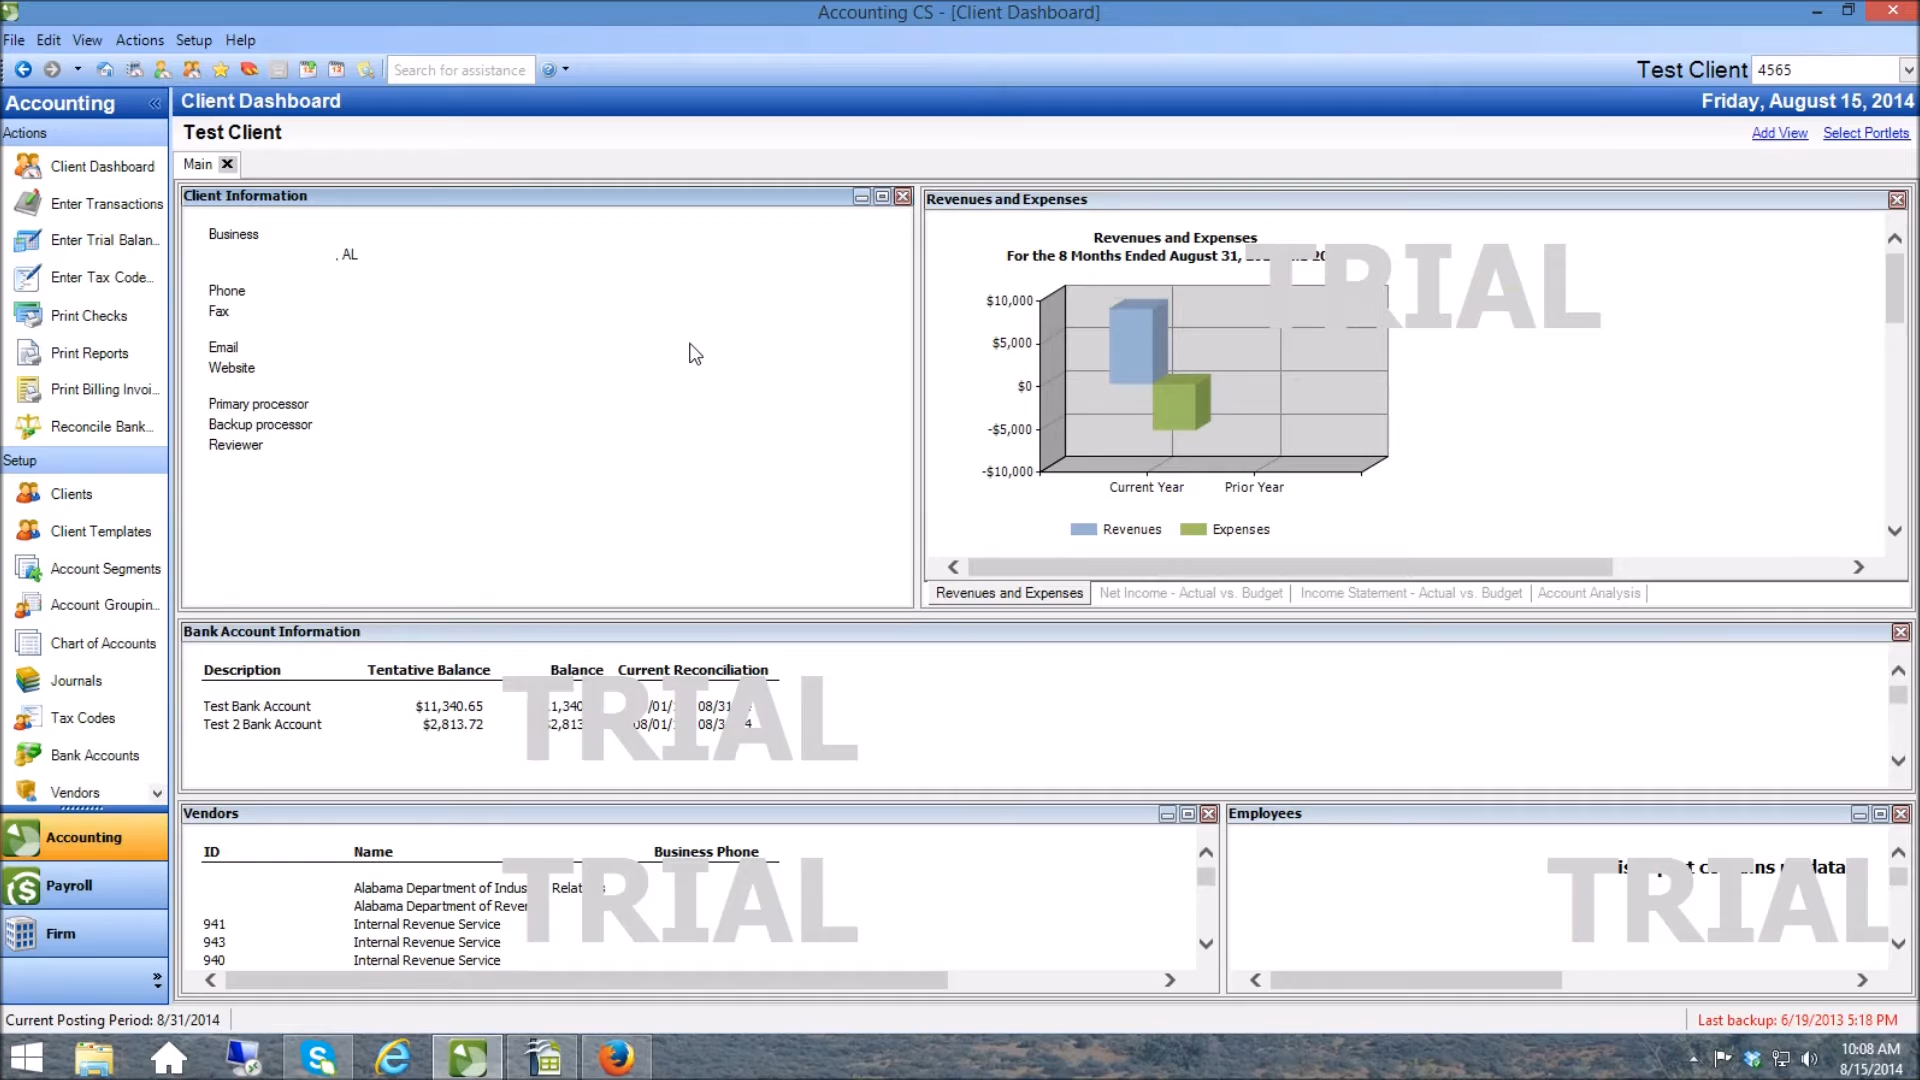 Accounting CS - [Client Dashboard]
File Edit View Actions Setup Help
Search for assistance
Test Client 4565
Accounting «
Client Dashboard
Friday, August 15, 2014
Actions
Test Client
Add View Select Portlets
Main
Client Dashboard
Enter Transactions
Enter Trial Balan...
Enter Tax Code...
Print Checks
Print Reports
Print Billing Invoi...
Reconcile Bank...
Setup
Clients
Client Templates
Account Segments
Account Groupin...
Chart of Accounts
Journals
Tax Codes
Bank Accounts
Vendors
Accounting
Payroll
Firm
Client Information
Business
, AL
Phone
Fax
Email
Website
Primary processor
Backup processor
Reviewer
Revenues and Expenses
Revenues and Expenses
For the 8 Months Ended August 31,
TRIAL
$10,000
$5,000
$0
-$5,000
-$10,000
Current Year Prior Year
Revenues Expenses
Revenues and Expenses Net Income - Actual vs. Budget Income Statement - Actual vs. Budget Account Analysis
Bank Account Information
Description Tentative Balance Balance Current Reconciliation
Test Bank Account $11,340.65
Test 2 Bank Account $2,813.72
TRIAL
Vendors
ID Name Business Phone
Alabama Department of
Alabama Department of
941 Internal Revenue Service
943 Internal Revenue Service
940 Internal Revenue Service
TRIAL
Employees
TRIAL
Current Posting Period: 8/31/2014
Last backup: 6/19/2013 5:18 PM
10:08 AM
8/15/2014